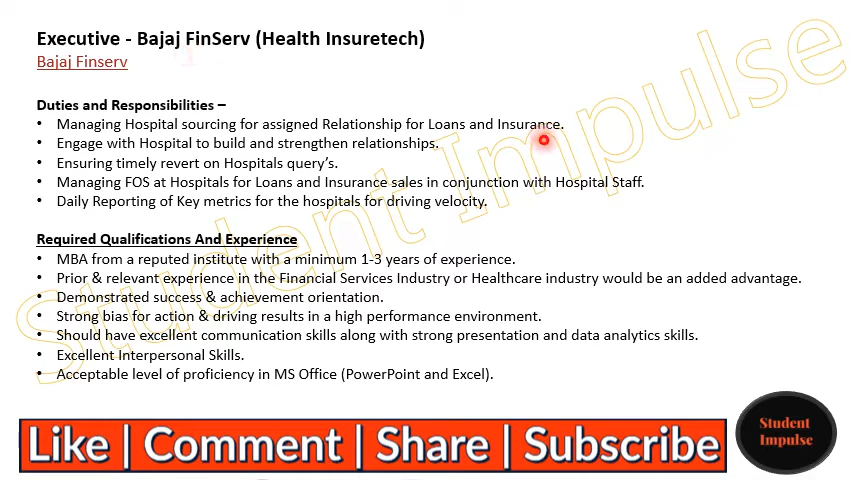 Executive - Bajaj FinServ (Health Insuretech)
Bajaj Finserv
Duties and Responsibilities –
• Managing Hospital sourcing for assigned Relationship for Loans and Insurance.
• Engage with Hospital to build and strengthen relationships.
• Ensuring timely revert on Hospitals query’s.
• Managing FOS at Hospitals for Loans and Insurance sales in conjunction with Hospital Staff.
• Daily Reporting of Key metrics for the hospitals for driving velocity.
Required Qualifications And Experience
• MBA from a reputed institute with a minimum 1-3 years of experience.
• Prior & relevant experience in the Financial Services Industry or Healthcare industry would be an added advantage.
• Demonstrated success & achievement orientation.
• Strong bias for action & driving results in a high performance environment.
• Should have excellent communication skills along with strong presentation and data analytics skills.
• Excellent Interpersonal Skills.
• Acceptable level of proficiency in MS Office (PowerPoint and Excel).
Student Impulse
Like | Comment | Share | Subscribe
Student
Impulse